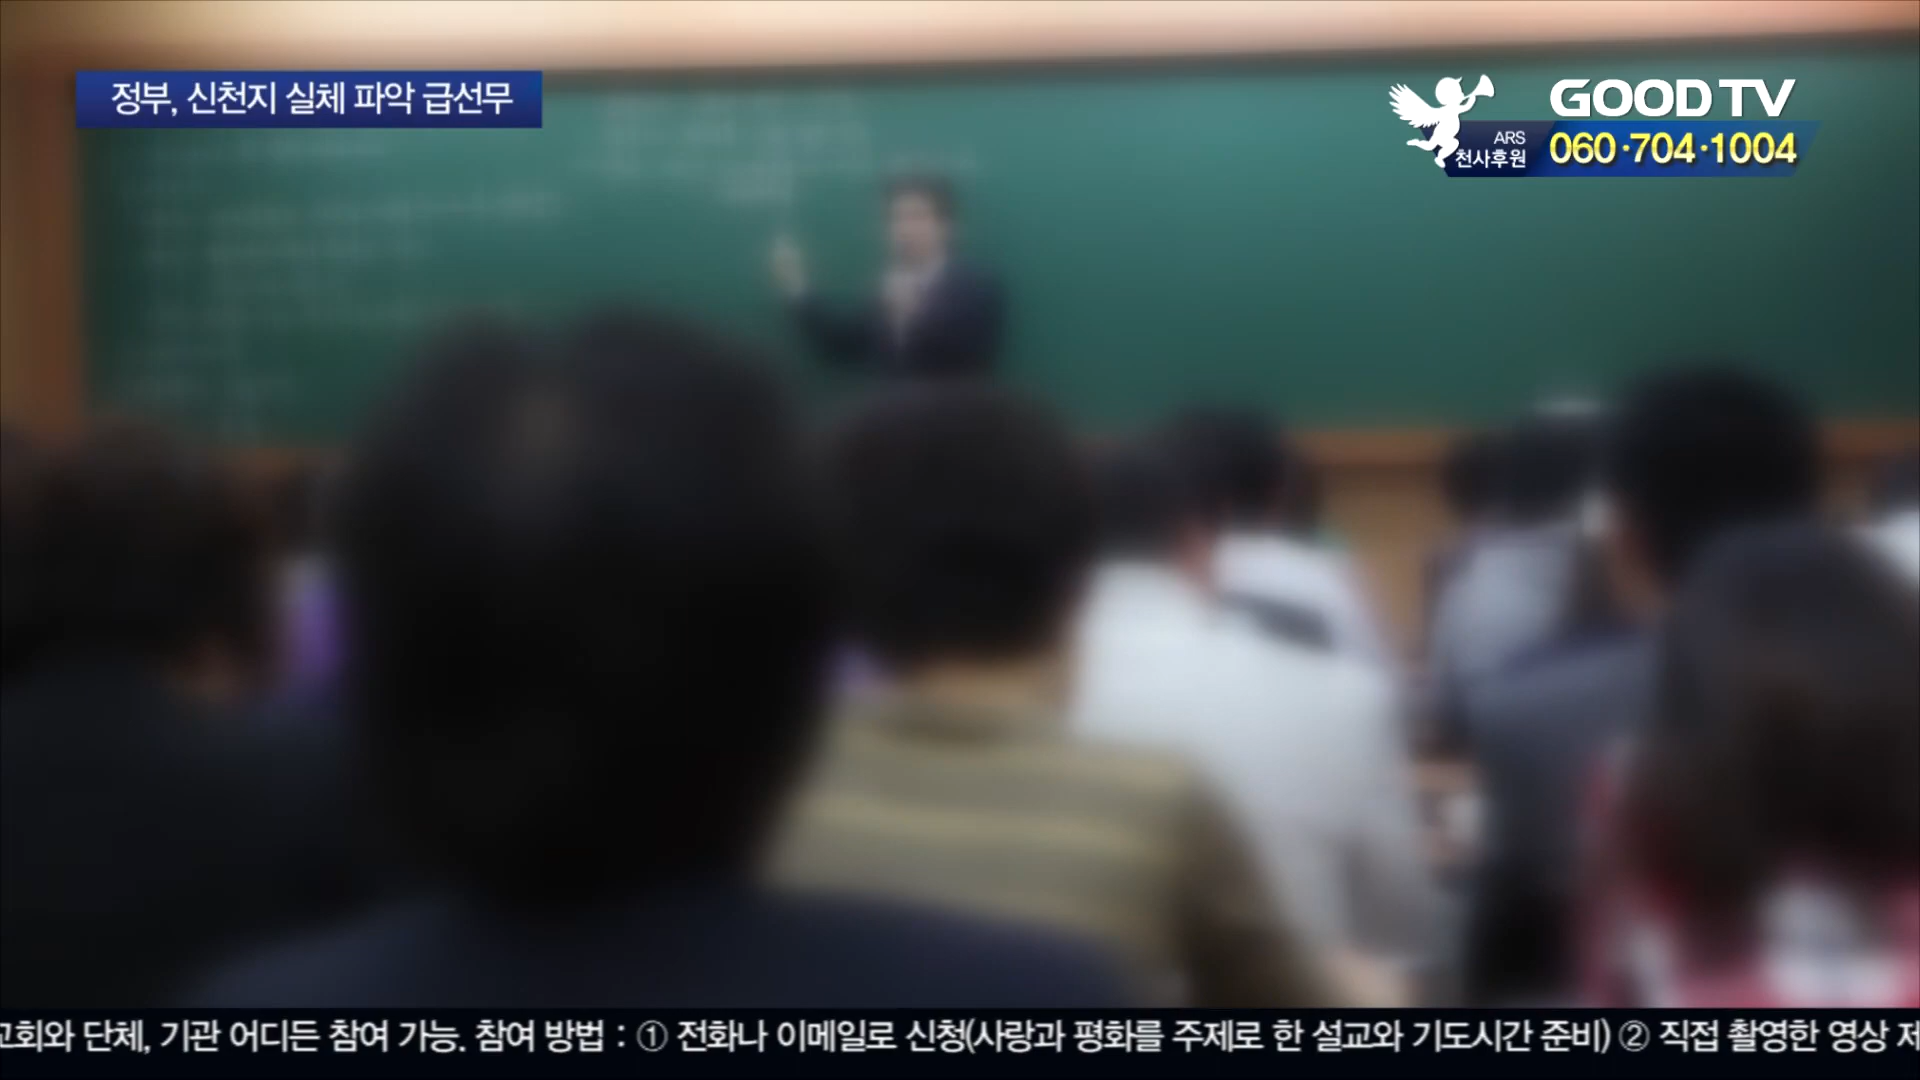 정부, 신천지 실체 파악 급선무
GOOD TV
ARS
천사후원
060·704·1004
교회와 단체, 기관 어디든 참여 가능. 참여 방법 : ① 전화나 이메일로 신청(사랑과 평화를 주제로 한 설교와 기도시간 준비) ② 직접 촬영한 영상 제